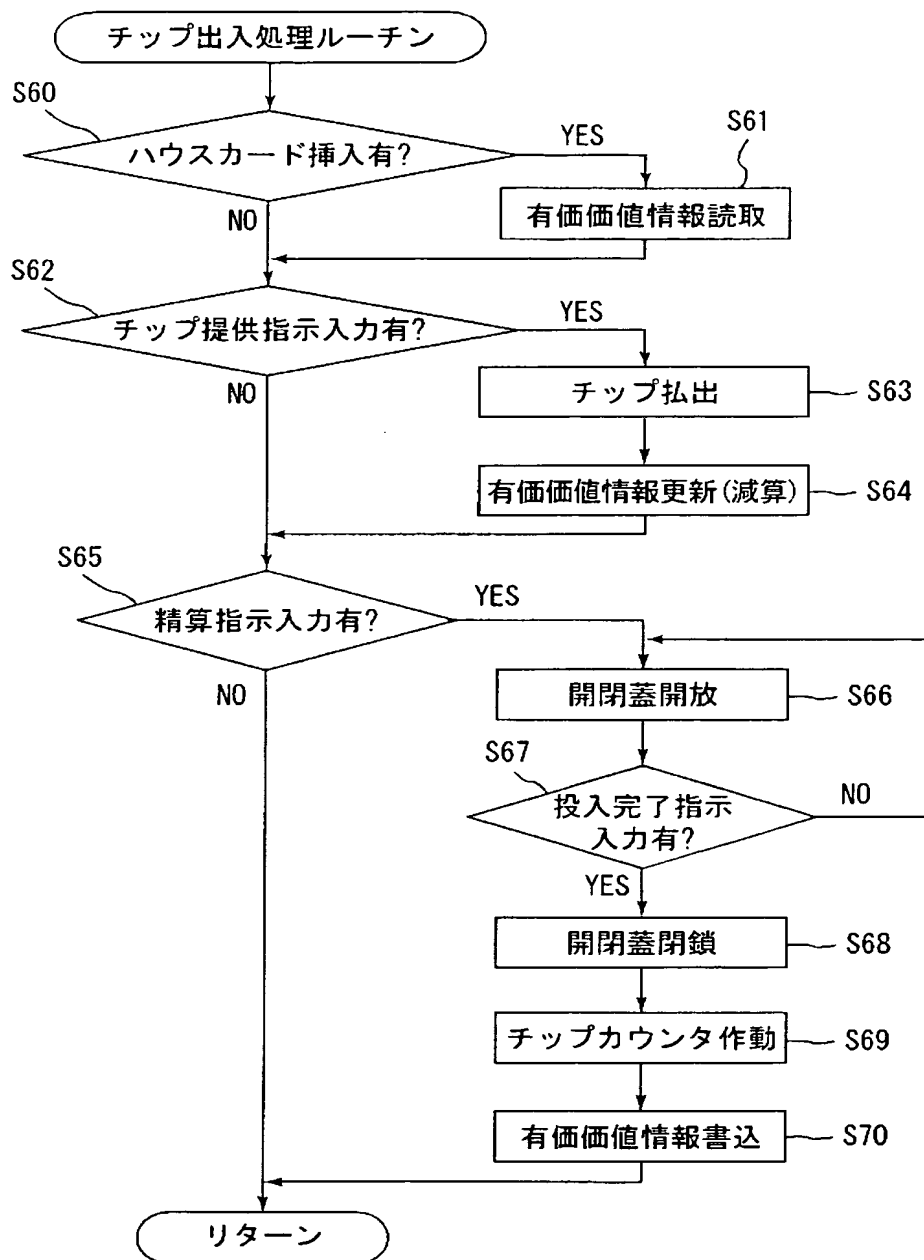 チップ出入処理ルーチン
S60
ハウスカード挿入有?
YES
S61
有価価値情報読取
NO
S62
チップ提供指示入力有?
YES
NO
チップ払出
S63
有価価値情報更新(減算)
S64
S65
精算指示入力有?
YES
NO
開閉蓋開放
S66
S67
投入完了指示
入力有?
NO
YES
開閉蓋閉鎖
S68
チップカウンタ作動
S69
有価価値情報書込
S70
リターン